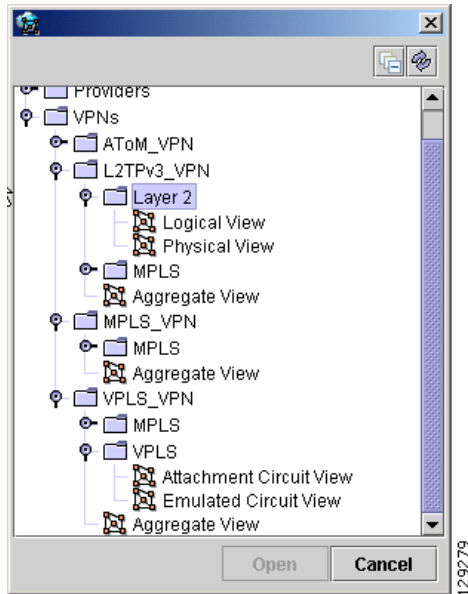 Providers
VPNs
AToM_VPN
L2TPv3_VPN
Layer 2
Logical View
Physical View
MPLS
Aggregate View
MPLS_VPN
MPLS
Aggregate View
VPLS_VPN
MPLS
VPLS
Attachment Circuit View
Emulated Circuit View
Aggregate View
Open Cancel
129279